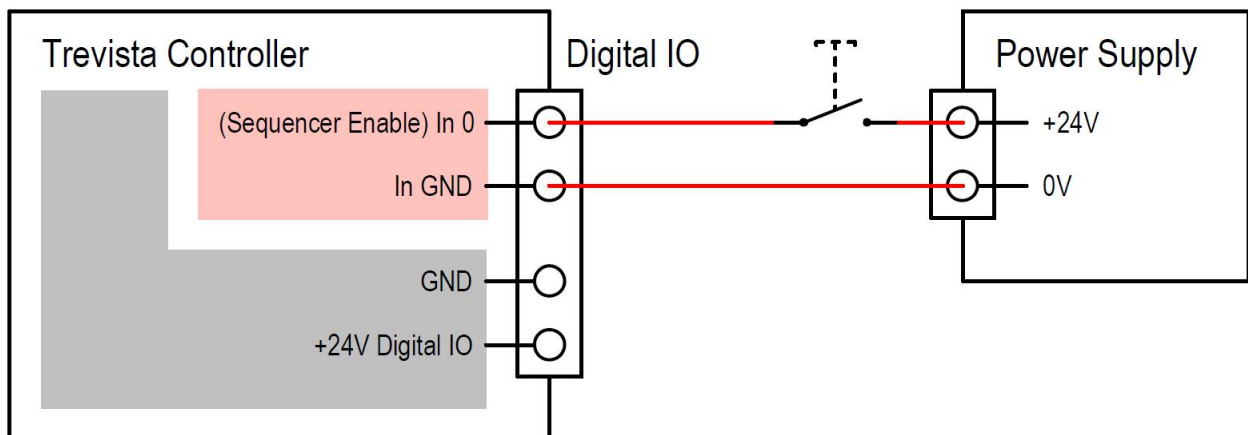 Trevista Controller
Digital IO
Power Supply
(Sequencer Enable) In 0
+24V
In GND
0V
GND
+24V Digital IO